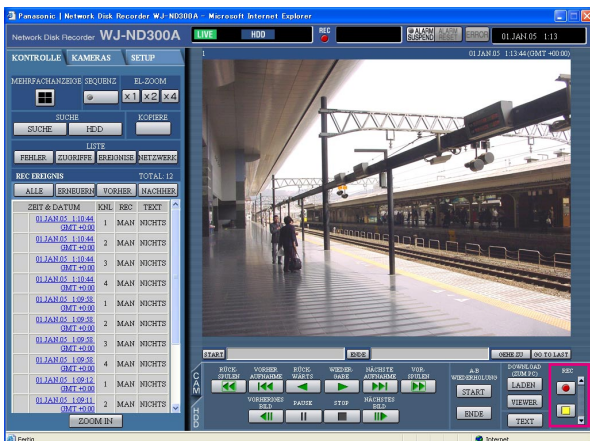 Panasonic | Network Disk Recorder WJ-ND300A - Microsoft Internet Explorer
Network Disk Recorder WJ-ND300A
LIVE HDD REC ALARM SUSPEND ALARM RESET ERROR 01.JAN.05 1:13
KONTROLLE KAMERAS SETUP
1 01.JAN.05 1:13:44 (GMT +00:00)
MEHRFACHANZEIGE SEQUENZ EL-ZOOM
x1 x2 x4
SUCHE KOPIERE
SUCHE HDD
LISTE
FEHLER ZUGRIFFE EREIGNISE NETZWERK
REC EREIGNIS TOTAL: 12
ALLE ERNEUERN VORHER NACHHER
ZEIT & DATUM KNL REC TEXT
01.JAN.05 1:10:44
GMT +0:00 1 MAN NICHTS
01.JAN.05 1:10:44
GMT +0:00 2 MAN NICHTS
01.JAN.05 1:10:44
GMT +0:00 3 MAN NICHTS
01.JAN.05 1:10:44
GMT +0:00 4 MAN NICHTS
01.JAN.05 1:09:58
GMT +0:00 1 MAN NICHTS
01.JAN.05 1:09:58
GMT +0:00 2 MAN NICHTS
01.JAN.05 1:09:58
GMT +0:00 3 MAN NICHTS
01.JAN.05 1:09:58
GMT +0:00 4 MAN NICHTS
01.JAN.05 1:09:12
GMT +0:00 1 MAN NICHTS
01.JAN.05 1:09:11
GMT +0:00 2 MAN NICHTS
ZOOM IN
START ENDE GEHE ZU GO TO LAST
CAM
HDD
RÜCK-
SPULEN
VORHER
AUFNAHME
RÜCK-
WÄRTS
WIEDER-
GABE
NÄCHSTE
AUFNAHME
VOR-
SPULEN
VORHERIGES
BILD
PAUSE
STOP
NÄCHSTES
BILD
A-B
WIEDERHOLUNG
START
ENDE
DOWNLOAD
(ZUM PC)
LADEN
VIEWER
TEXT
REC
Fertig Internet